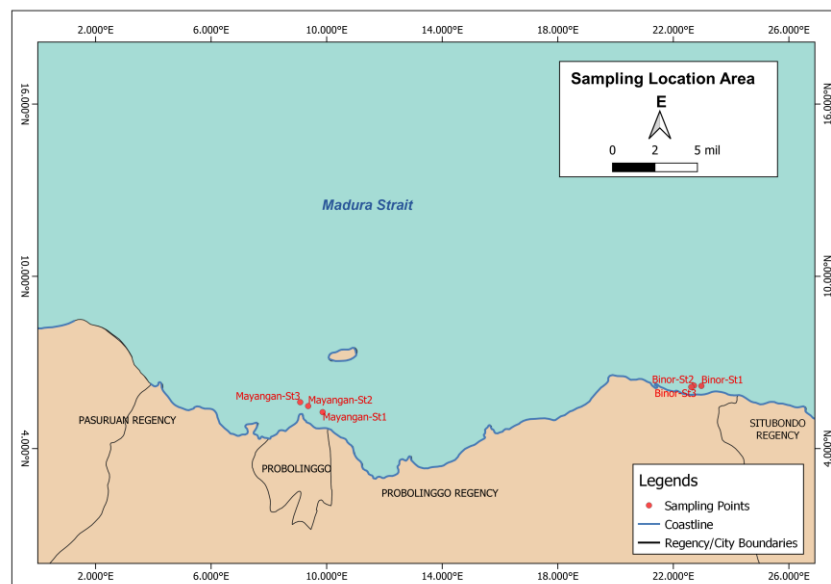 2.000°E 6.000°E 10.000°E 14.000°E 18.000°E 22.000°E 26.000°E
16.000°N
16.000°N
Sampling Location Area
E
0 2 5 mil
Madura Strait
10.000°N
10.000°N
Binor-St2
Binor-St1
Binor-St3
Mayangan-St3
Mayangan-St2
Mayangan-St1
PASURUAN REGENCY
SITUBONDO
REGENCY
4.000°N
4.000°N
PROBOLINGGO
PROBOLINGGO REGENCY
Legends
Sampling Points
Coastline
Regency/City Boundaries
2.000°E 6.000°E 10.000°E 14.000°E 18.000°E 22.000°E 26.000°E